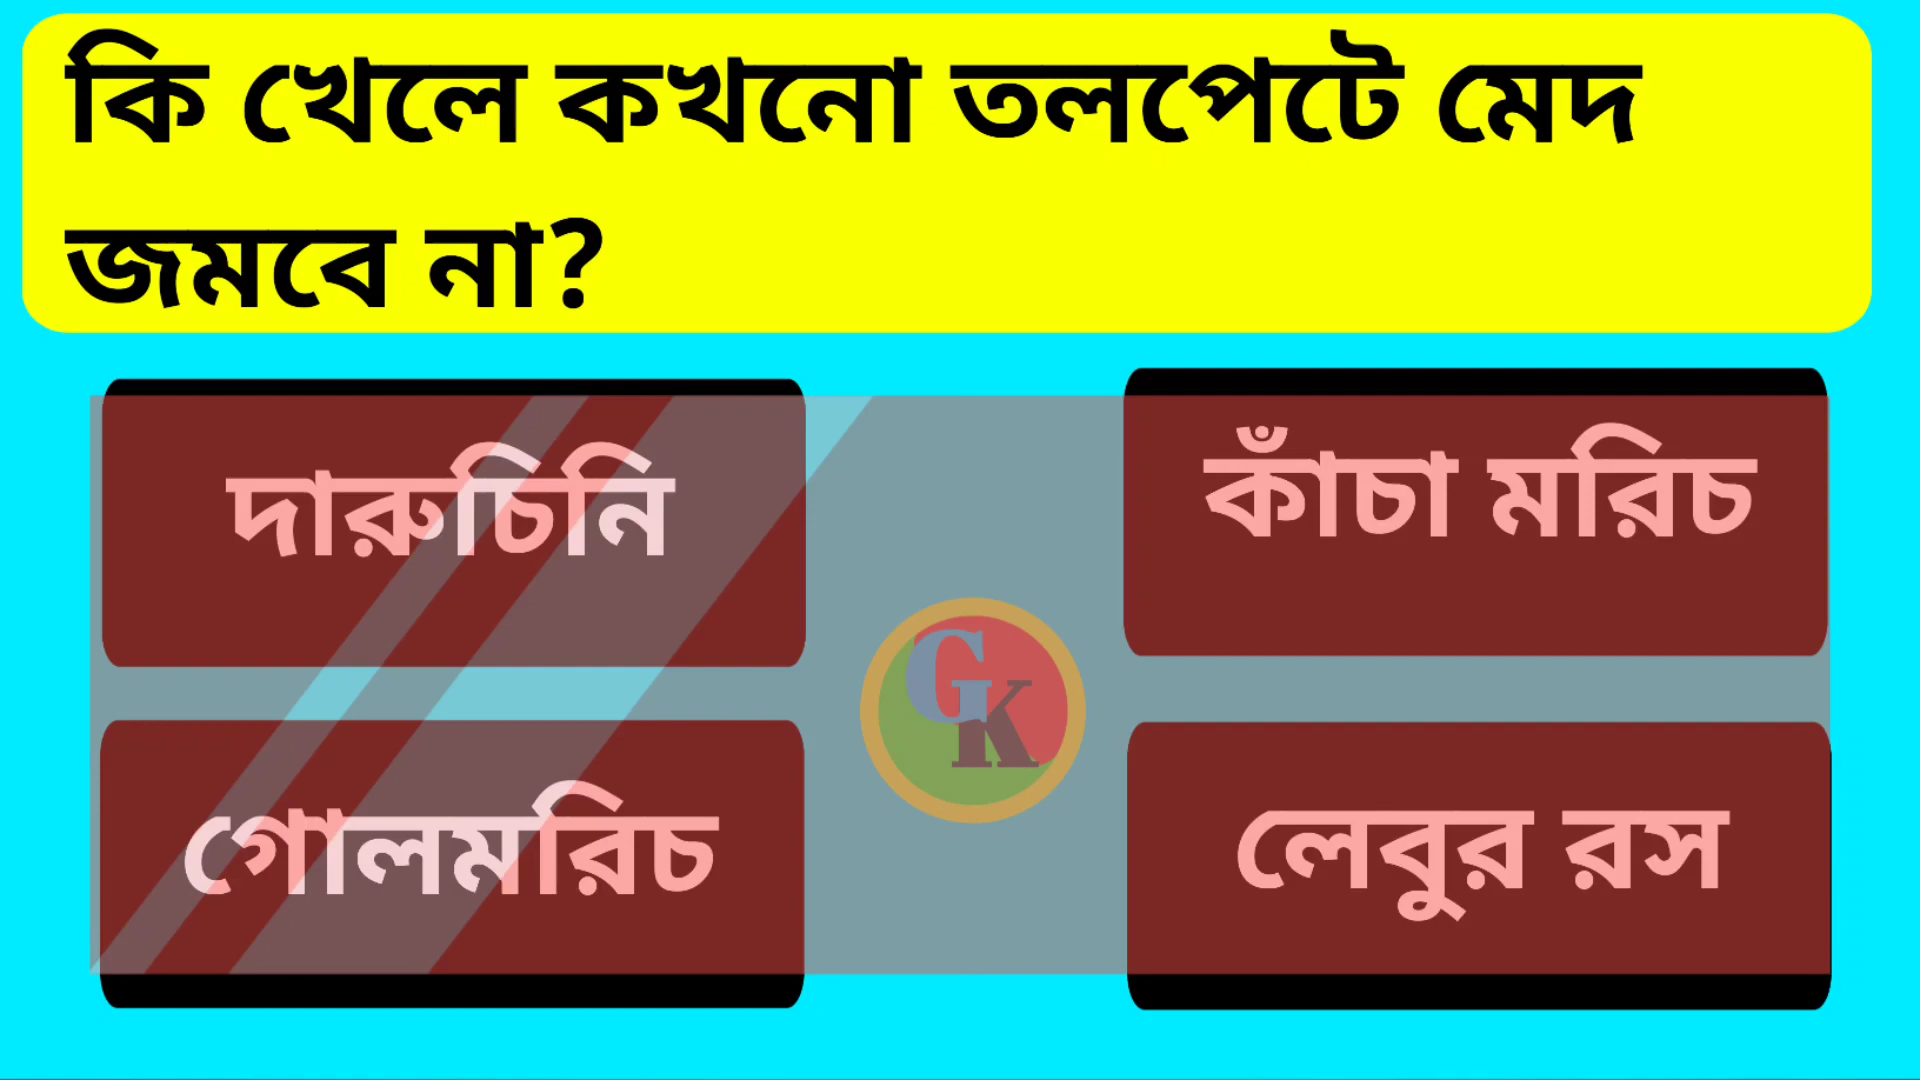 কি খেলে কখনো তলপেটে মেদ
জমবে না?
দারুচিনি
কাঁচা মরিচ
GK
গোলমরিচ
লেবুর রস